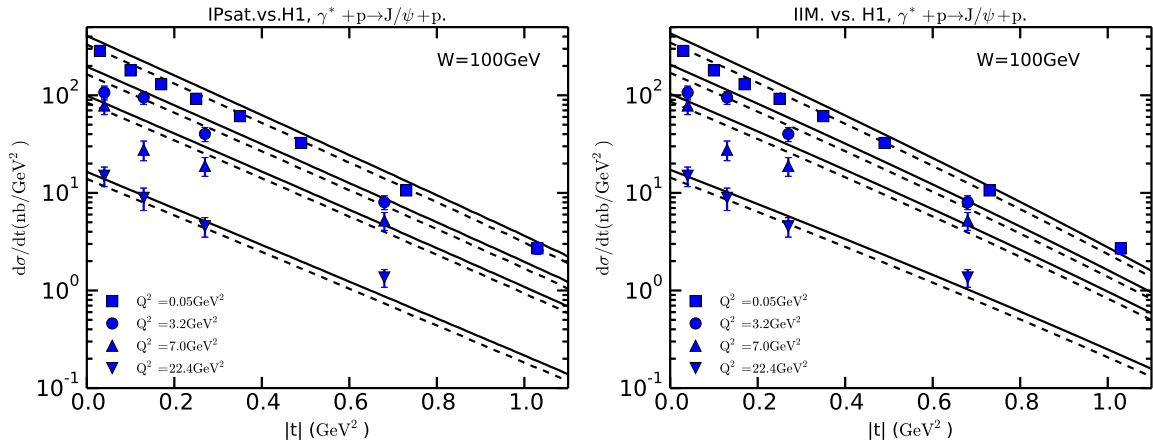 IPsat.vs.H1, γ* +p→J/ψ+p.
W=100GeV
dσ/dt(nb/GeV² )
10²
10¹
10⁰
10⁻¹
Q² =0.05GeV²
Q² =3.2GeV²
Q² =7.0GeV²
Q² =22.4GeV²
0.0 0.2 0.4 0.6 0.8 1.0
|t| (GeV² )
IIM. vs. H1, γ* +p→J/ψ+p.
W=100GeV
dσ/dt(nb/GeV² )
10²
10¹
10⁰
10⁻¹
Q² =0.05GeV²
Q² =3.2GeV²
Q² =7.0GeV²
Q² =22.4GeV²
0.0 0.2 0.4 0.6 0.8 1.0
|t| (GeV² )